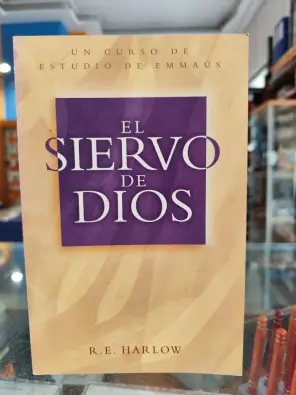 UN CURSO DE
ESTUDIO DE EMMAÚS
EL
SIERVO
DE
DIOS
R.E. HARLOW